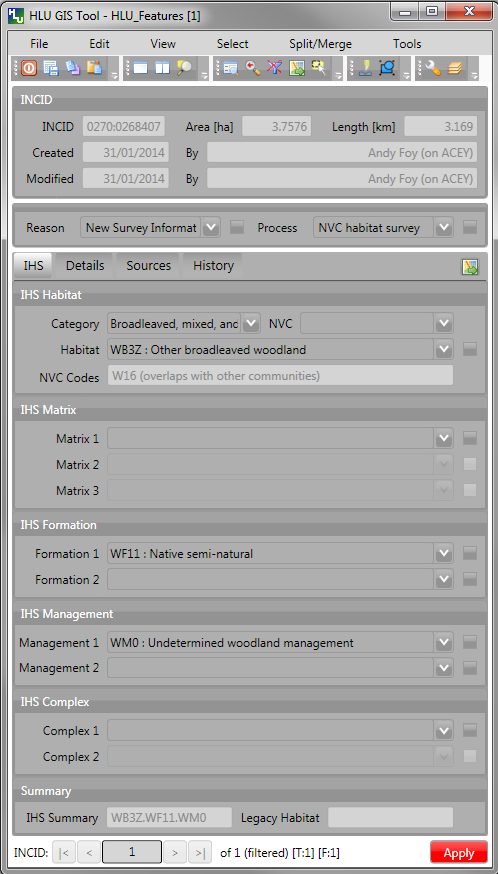 HLU GIS Tool - HLU_Features [1]
File Edit View Select Split/Merge Tools
INCID
INCID 0270:0268407 Area [ha] 3.7576 Length [km] 3.169
Created 31/01/2014 By Andy Foy (on ACEY)
Modified 31/01/2014 By Andy Foy (on ACEY)
Reason New Survey Informat Process NVC habitat survey
IHS Details Sources History
IHS Habitat
Category Broadleaved, mixed, and NVC
Habitat WB3Z : Other broadleaved woodland
NVC Codes W16 (overlaps with other communities)
IHS Matrix
Matrix 1
Matrix 2
Matrix 3
IHS Formation
Formation 1 WF11 : Native semi-natural
Formation 2
IHS Management
Management 1 WM0 : Undetermined woodland management
Management 2
IHS Complex
Complex 1
Complex 2
Summary
IHS Summary WB3Z.WF11.WM0 Legacy Habitat
INCID: |< < 1 > >| of 1 (filtered) [T:1] [F:1] Apply